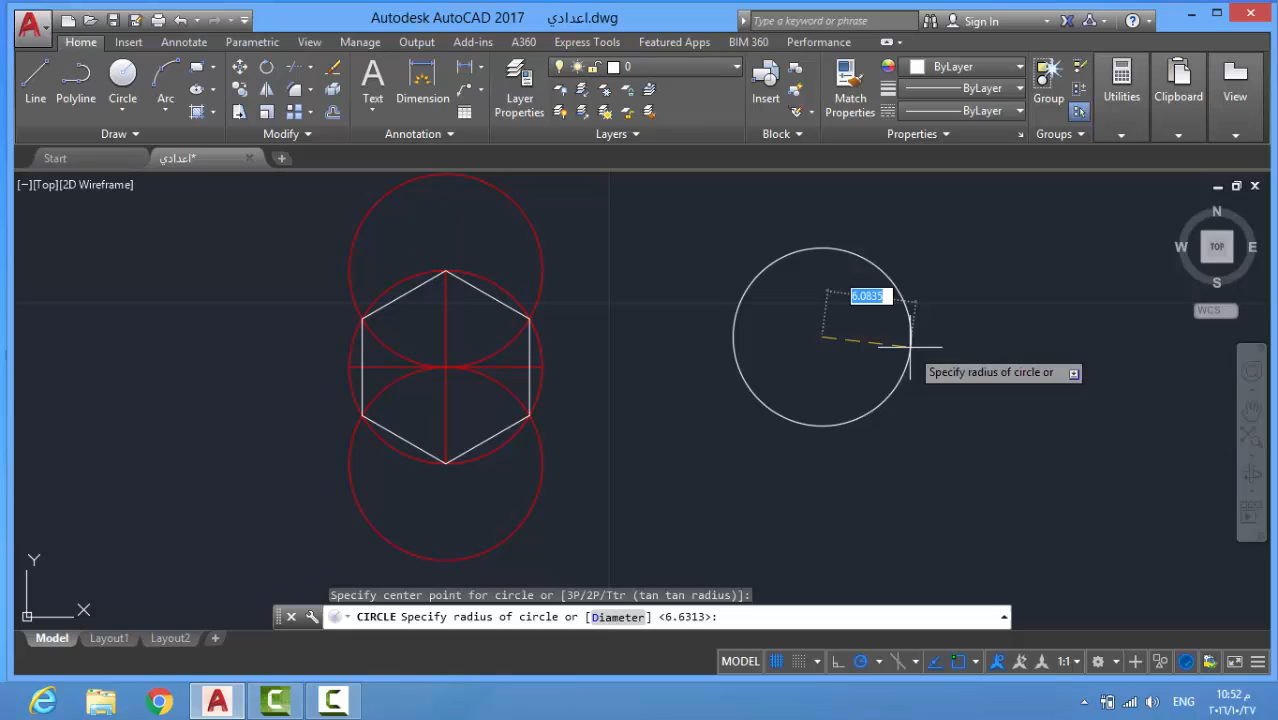 Autodesk AutoCAD 2017 اعدادي.dwg
Type a keyword or phrase
Sign In
Home Insert Annotate Parametric View Manage Output Add-ins A360 Express Tools Featured Apps BIM 360 Performance
Line Polyline Circle Arc
Text Dimension
Layer Properties
0
Insert
Match Properties
ByLayer
ByLayer
ByLayer
Group
Utilities
Clipboard
View
Draw Modify Annotation Layers Block Properties Groups
Start
اعدادي*
[−][Top][2D Wireframe]
N
W TOP E
S
WCS
6.0835
Specify radius of circle or
Y
X
Specify center point for circle or [3P/2P/Ttr (tan tan radius)]:
CIRCLE Specify radius of circle or [Diameter] <6.6313>:
Model Layout1 Layout2
MODEL
1:1
ENG
10:52 م
٢٠١٦/١٠/٢٧